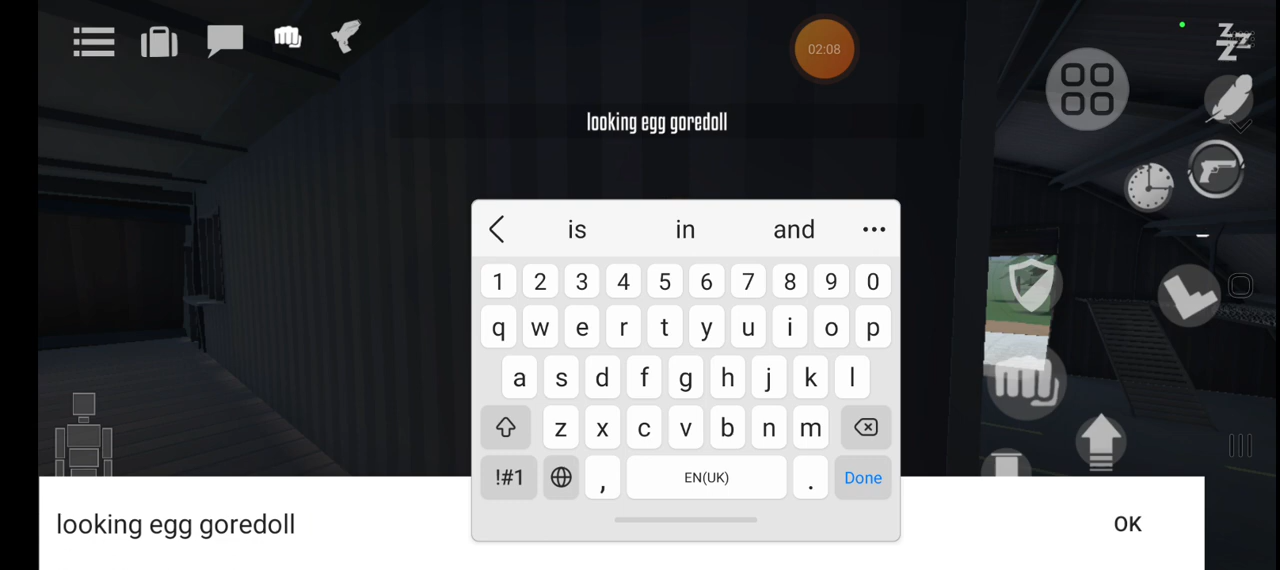 02:08
looking egg goredoll
is in and
1 2 3 4 5 6 7 8 9 0
q w e r t y u i o p
a s d f g h j k l
z x c v b n m
!#1 , EN(UK) . Done
looking egg goredoll OK